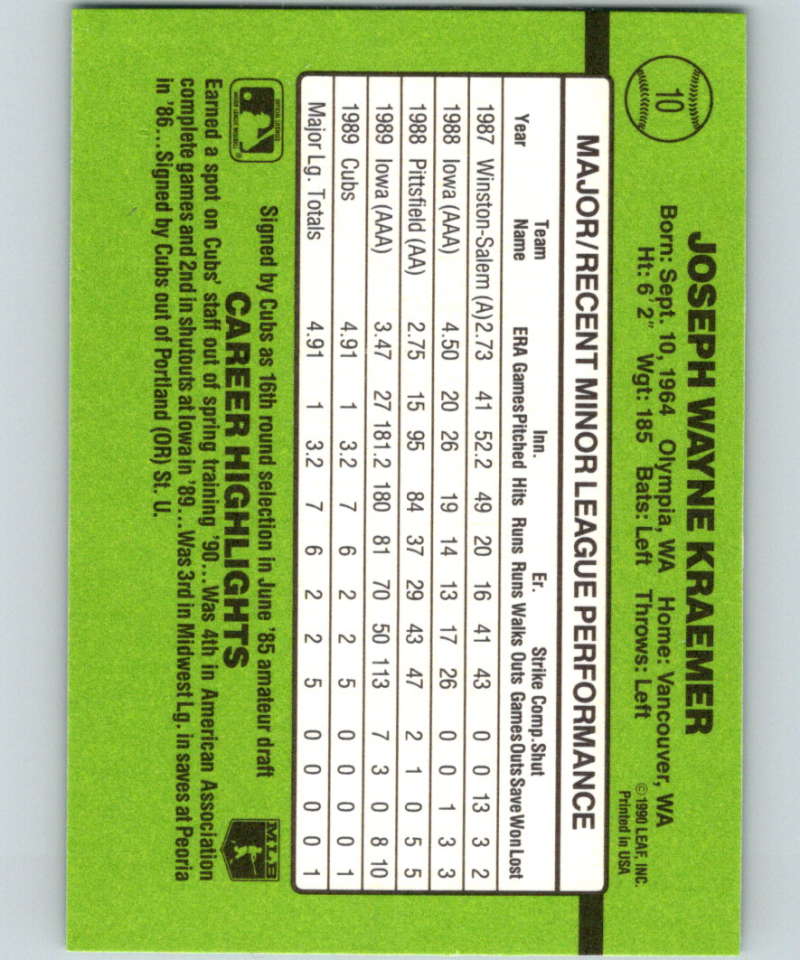 10
JOSEPH WAYNE KRAEMER
Born: Sept. 10, 1964 Olympia, WA Home: Vancouver, WA
Ht: 6' 2" Wgt: 185 Bats: Left Throws: Left
©1990 LEAF, INC.
Printed in USA
MAJOR/RECENT MINOR LEAGUE PERFORMANCE
Team Inn. Er. Strike Comp. Shut
Year Name ERA Games Pitched Hits Runs Runs Walks Outs Games Outs Save Won Lost
1987 Winston-Salem (A) 2.73 41 52.2 49 20 16 41 43 0 0 13 3 2
1988 Iowa (AAA) 4.50 20 26 19 14 13 17 26 0 0 1 3 3
1988 Pittsfield (AA) 2.75 15 95 84 37 29 43 47 2 1 0 5 5
1989 Iowa (AAA) 3.47 27 181.2 180 81 70 50 113 7 3 0 8 10
1989 Cubs 4.91 1 3.2 7 6 2 2 5 0 0 0 0 1
Major Lg. Totals 4.91 1 3.2 7 6 2 2 5 0 0 0 0 1
Signed by Cubs as 16th round selection in June '85 amateur draft
CAREER HIGHLIGHTS
MLB
Earned a spot on Cubs' staff out of spring training '90...Was 4th in American Association
complete games and 2nd in shutouts at Iowa in '89...Was 3rd in Midwest Lg. in saves at Peoria
in '86...Signed by Cubs out of Portland (OR) St. U.